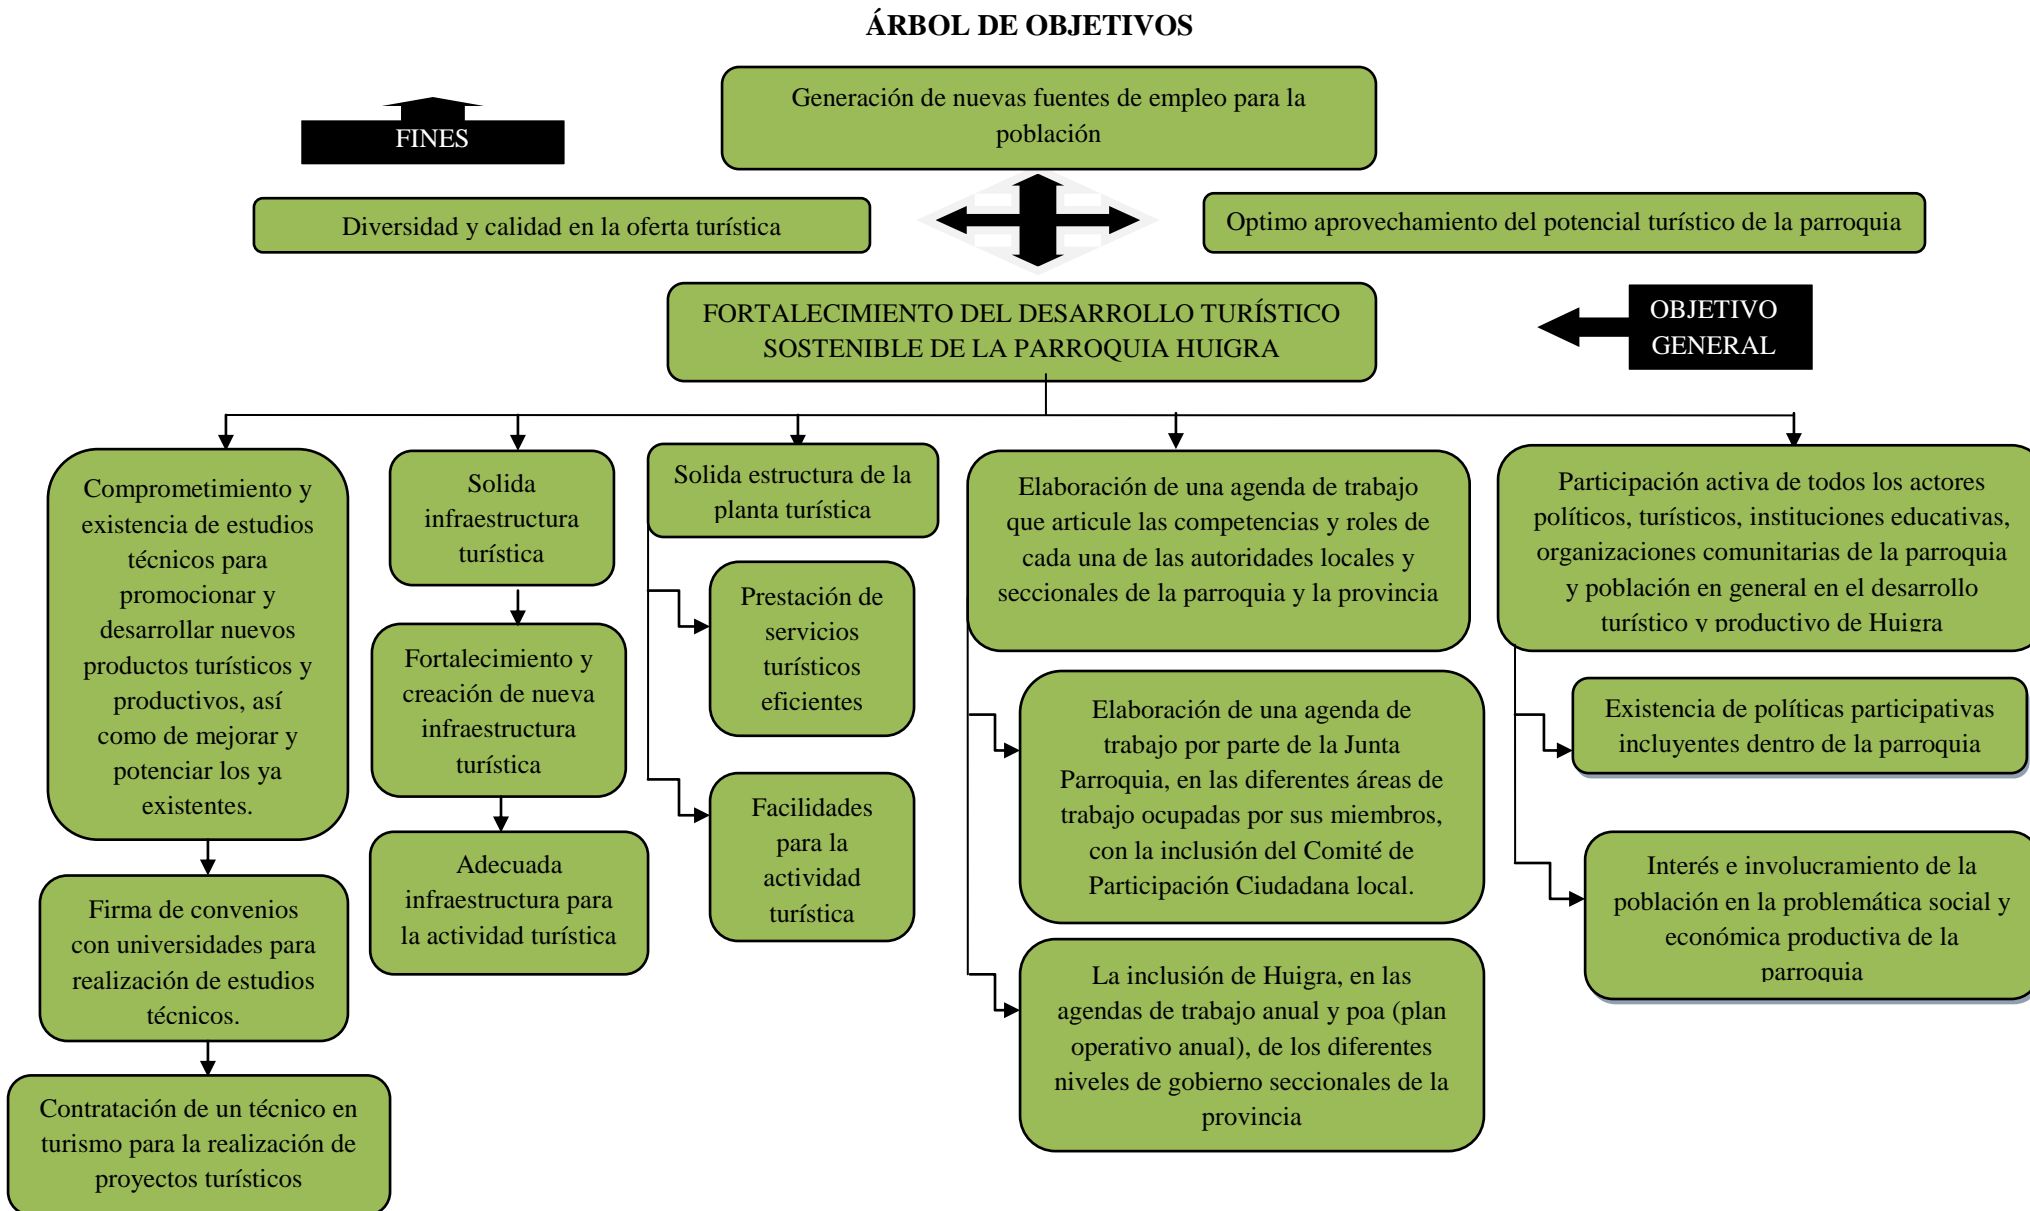 ÁRBOL DE OBJETIVOS
Generación de nuevas fuentes de empleo para la
población
FINES
Diversidad y calidad en la oferta turística
Optimo aprovechamiento del potencial turístico de la parroquia
FORTALECIMIENTO DEL DESARROLLO TURÍSTICO
SOSTENIBLE DE LA PARROQUIA HUIGRA
OBJETIVO
GENERAL
Comprometimiento y
existencia de estudios
técnicos para
promocionar y
desarrollar nuevos
productos turísticos y
productivos, así
como de mejorar y
potenciar los ya
existentes.
Firma de convenios
con universidades para
realización de estudios
técnicos.
Contratación de un técnico en
turismo para la realización de
proyectos turísticos
Solida
infraestructura
turística
Fortalecimiento y
creación de nueva
infraestructura
turística
Adecuada
infraestructura para
la actividad turística
Solida estructura de la
planta turística
Prestación de
servicios
turísticos
eficientes
Facilidades
para la
actividad
turística
Elaboración de una agenda de trabajo
que articule las competencias y roles de
cada una de las autoridades locales y
seccionales de la parroquia y la provincia
Elaboración de una agenda de
trabajo por parte de la Junta
Parroquia, en las diferentes áreas de
trabajo ocupadas por sus miembros,
con la inclusión del Comité de
Participación Ciudadana local.
La inclusión de Huigra, en las
agendas de trabajo anual y poa (plan
operativo anual), de los diferentes
niveles de gobierno seccionales de la
provincia
Participación activa de todos los actores
políticos, turísticos, instituciones educativas,
organizaciones comunitarias de la parroquia
y población en general en el desarrollo
turístico y productivo de Huigra
Existencia de políticas participativas
incluyentes dentro de la parroquia
Interés e involucramiento de la
población en la problemática social y
económica productiva de la
parroquia